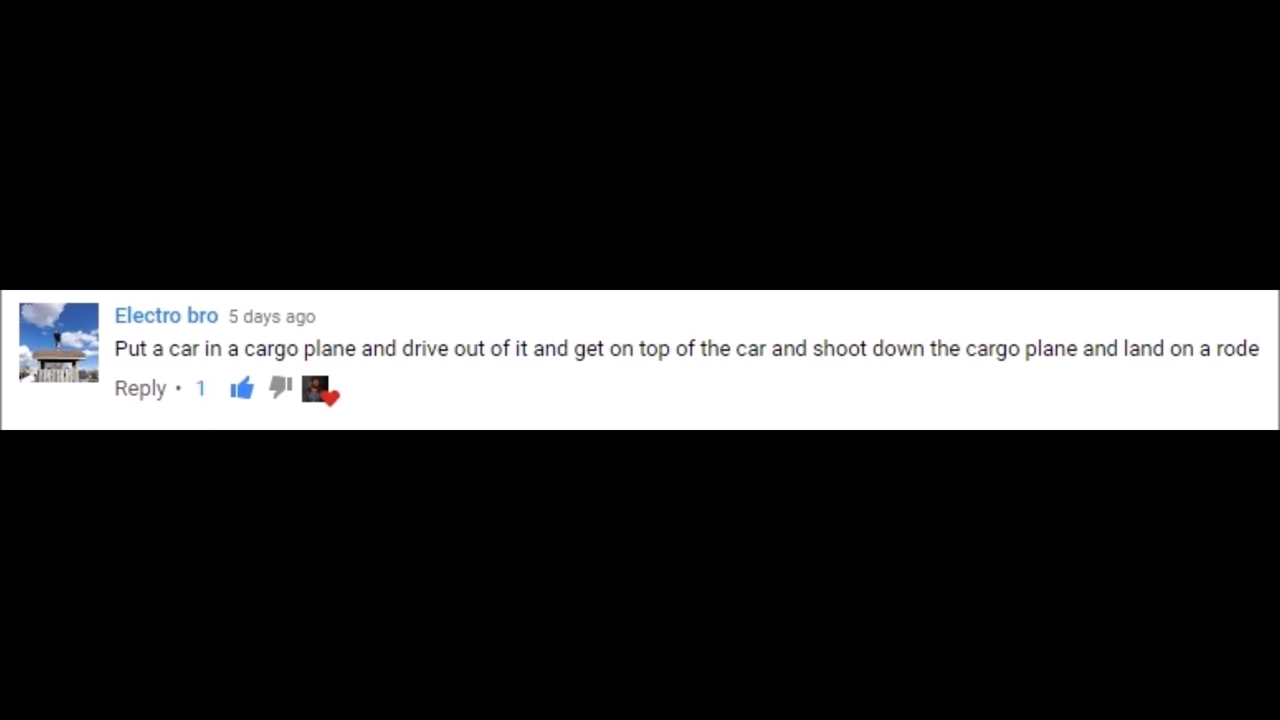 Electro bro 5 days ago
Put a car in a cargo plane and drive out of it and get on top of the car and shoot down the cargo plane and land on a rode
Reply • 1